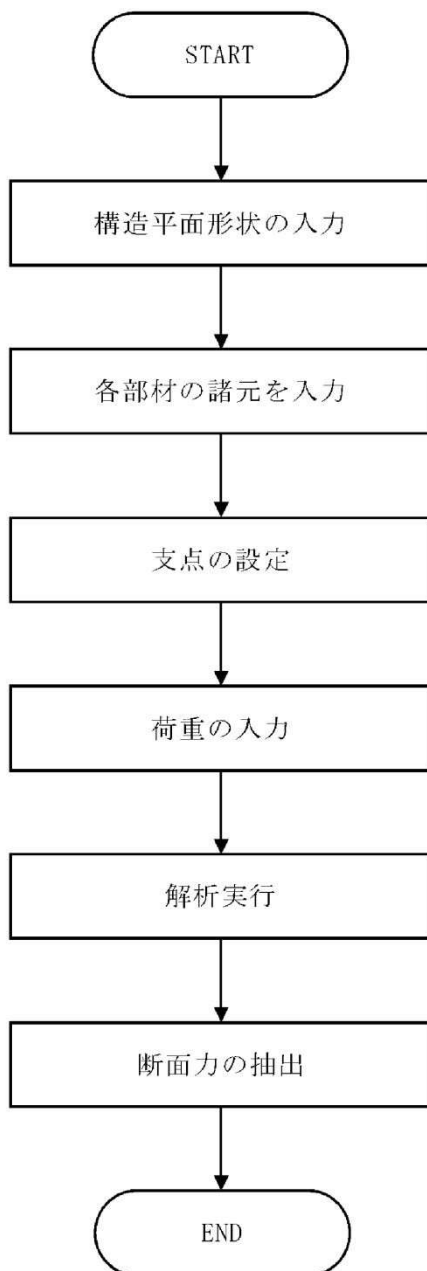 START
構造平面形状の入力
各部材の諸元を入力
支点の設定
荷重の入力
解析実行
断面力の抽出
END